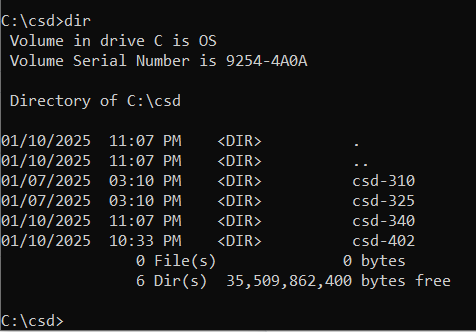 C:\csd>dir
 Volume in drive C is OS
 Volume Serial Number is 9254-4A0A

 Directory of C:\csd

01/10/2025  11:07 PM    <DIR>          .
01/10/2025  11:07 PM    <DIR>          ..
01/07/2025  03:10 PM    <DIR>          csd-310
01/07/2025  03:10 PM    <DIR>          csd-325
01/10/2025  11:07 PM    <DIR>          csd-340
01/10/2025  10:33 PM    <DIR>          csd-402
               0 File(s)              0 bytes
               6 Dir(s)  35,509,862,400 bytes free

C:\csd>